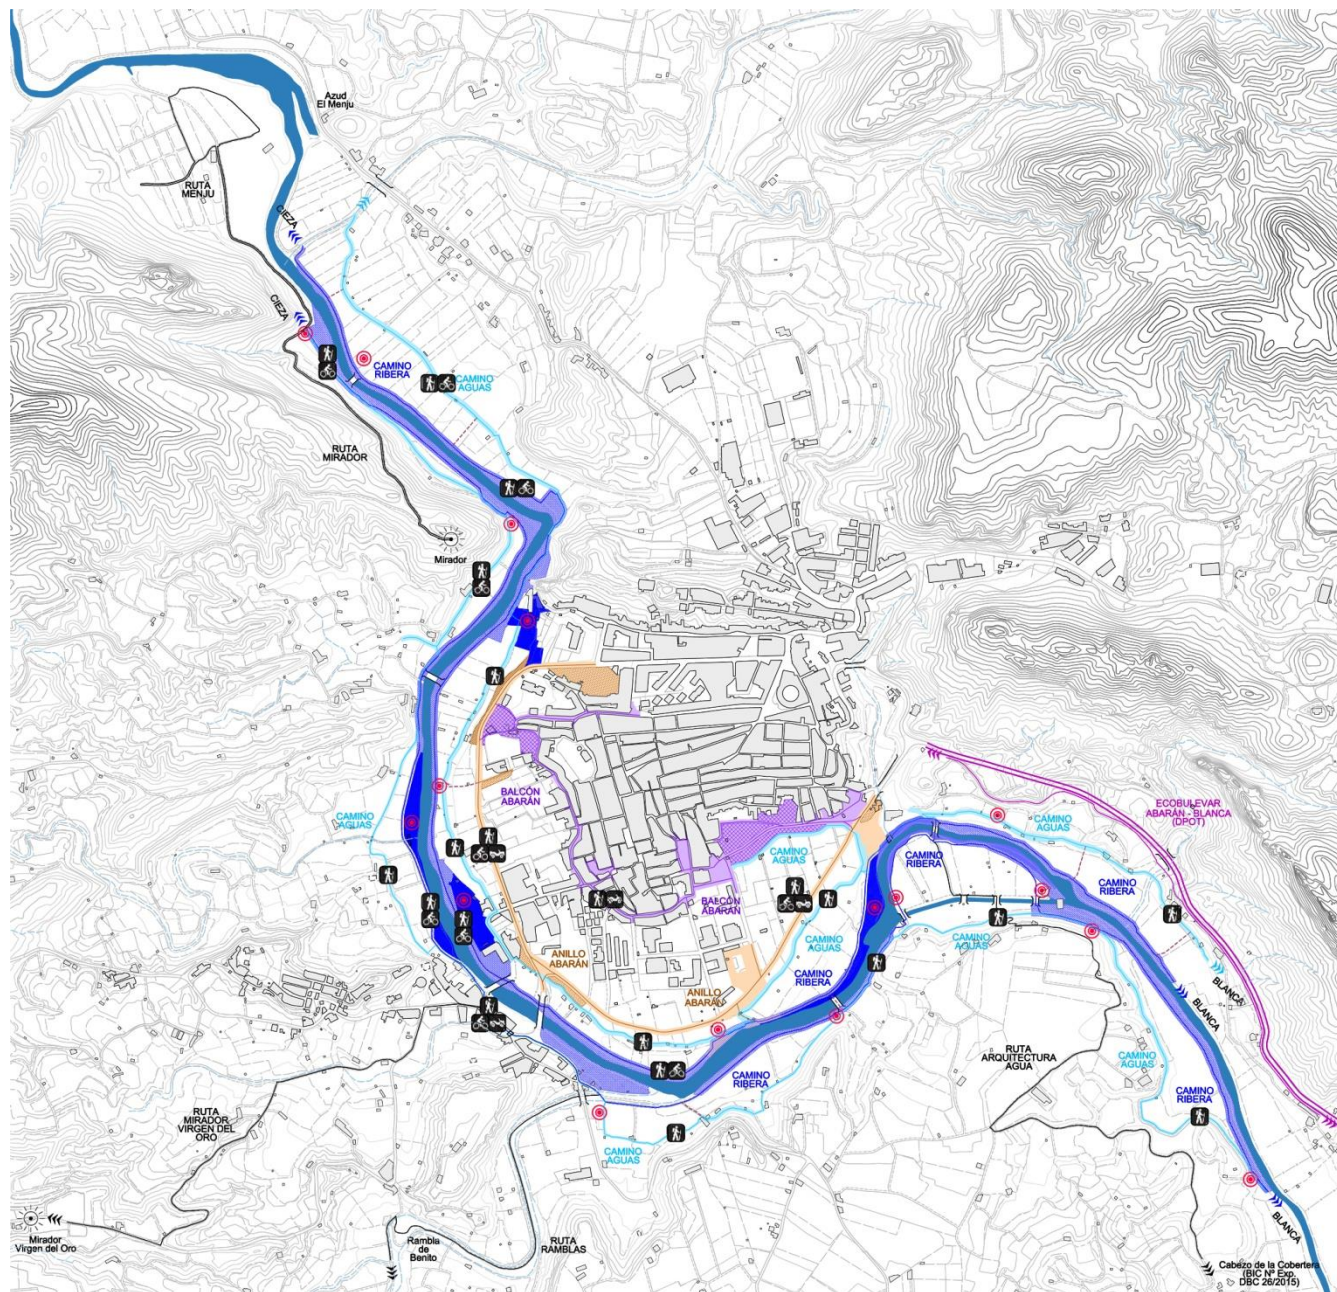 Azud
El Menju
RUTA
MENJU
CIEZA
CIEZA
CAMINO
RIBERA
CAMINO
AGUAS
RUTA
MIRADOR
Mirador
BALCÓN
ABARÁN
ECOBULEVAR
ABARÁN - BLANCA
(DPOT)
CAMINO
AGUAS
CAMINO
AGUAS
CAMINO
AGUAS
CAMINO
RIBERA
CAMINO
RIBERA
BALCÓN
ABARÁN
CAMINO
AGUAS
CAMINO
AGUAS
ANILLO
ABARÁN
CAMINO
RIBERA
ANILLO
ABARÁN
BLANCA
BLANCA
RUTA
ARQUITECTURA
AGUA
CAMINO
AGUAS
CAMINO
RIBERA
CAMINO
RIBERA
RUTA
MIRADOR
VIRGEN DEL
ORO
CAMINO
AGUAS
BLANCA
Mirador
Virgen del Oro
Rambla
de
Benito
RUTA
RAMBLAS
Cabezo de la Cobertera
(BIC Nº Exp.
DBC 26/2015)